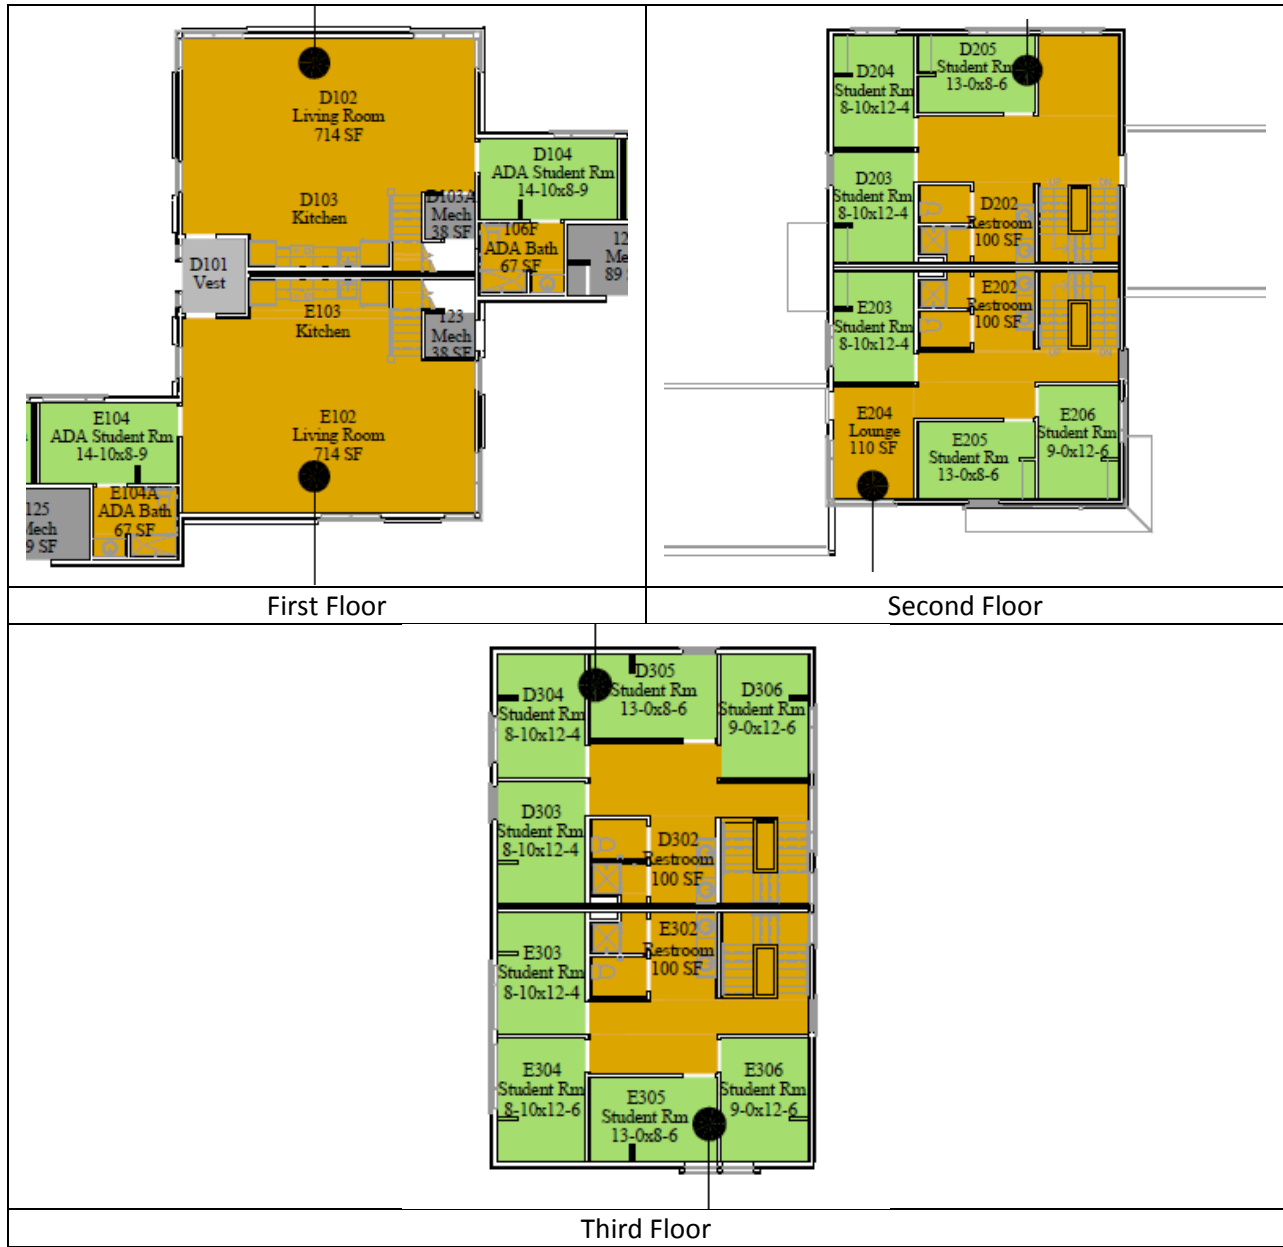 D102
Living Room
714 SF
D103
Kitchen
D103A
Mech
38 SF
D104
ADA Student Rm
14-10x8-9
106F
ADA Bath
67 SF
D101
Vest
E103
Kitchen
123
Mech
38 SF
E102
Living Room
714 SF
E104
ADA Student Rm
14-10x8-9
E104A
ADA Bath
67 SF
125
Mech
First Floor
D204
Student Rm
8-10x12-4
D205
Student Rm
13-0x8-6
D203
Student Rm
8-10x12-4
D202
Restroom
100 SF
E203
Student Rm
8-10x12-4
E202
Restroom
100 SF
E204
Lounge
110 SF
E205
Student Rm
13-0x8-6
E206
Student Rm
9-0x12-6
Second Floor
D304
Student Rm
8-10x12-4
D305
Student Rm
13-0x8-6
D306
Student Rm
9-0x12-6
D303
Student Rm
8-10x12-4
D302
Restroom
100 SF
E303
Student Rm
8-10x12-4
E302
Restroom
100 SF
E304
Student Rm
8-10x12-6
E305
Student Rm
13-0x8-6
E306
Student Rm
9-0x12-6
Third Floor